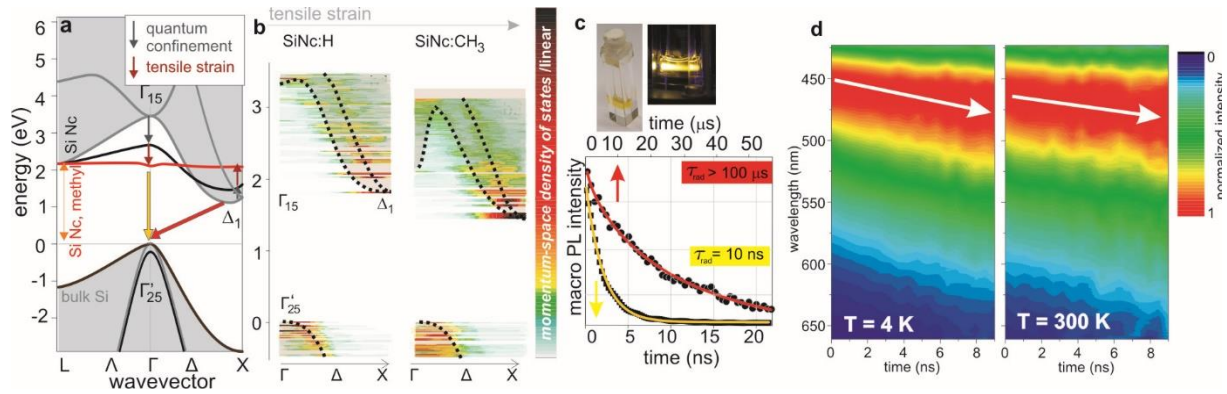 a
quantum
confinement
tensile strain
Γ15
Si Nc
Si Nc, methyl
Δ1
bulk Si
Γ'25
energy (eV)
6
5
4
3
2
1
0
-1
-2
L Λ Γ Δ X
wavevector
tensile strain
b
SiNc:H
SiNc:CH3
3
2
1
0
Γ15
Δ1
Γ'25
Γ Δ X
Γ Δ X
momentum-space density of states /linear
c
time (μs)
0 10 20 30 40 50
τrad > 100 μs
τrad = 10 ns
macro PL intensity
0 5 10 15 20
time (ns)
d
wavelength (nm)
450
500
550
600
650
T = 4 K
0 2 4 6 8
time (ns)
T = 300 K
0 2 4 6 8
time (ns)
0
normalized intensity
1